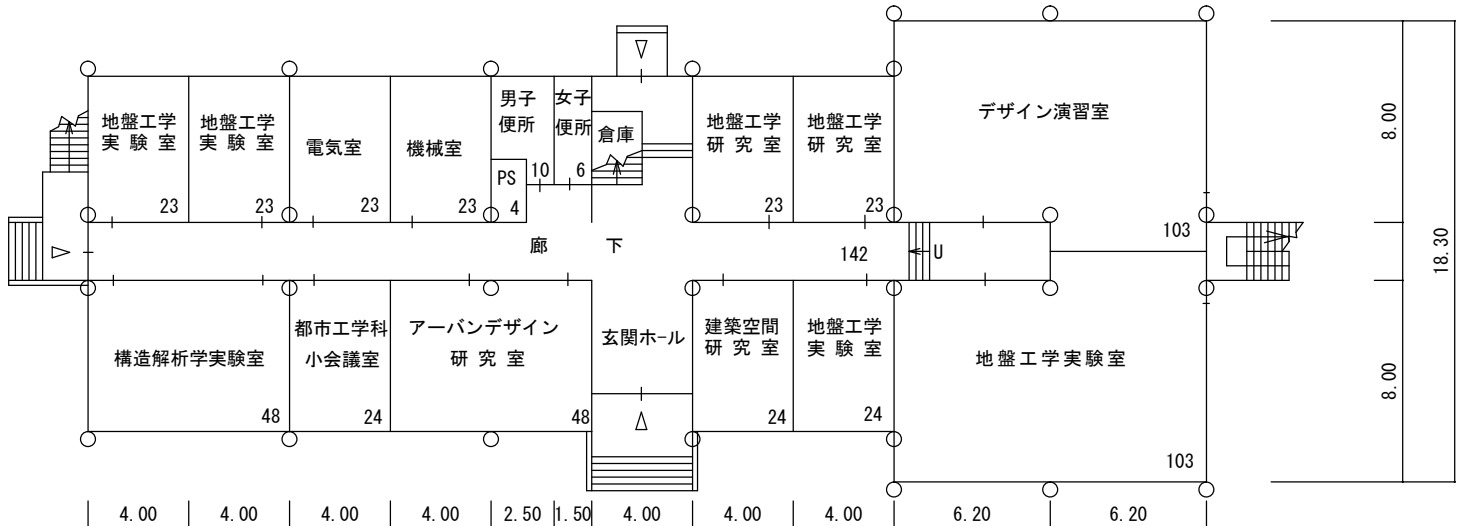 地盤工学
実験室
23
地盤工学
実験室
23
電気室
23
機械室
23
男子
便所
10
PS
4
女子
便所
6
倉庫
地盤工学
研究室
23
地盤工学
研究室
23
デザイン演習室
103
廊下
142
U
構造解析学実験室
48
都市工学科
小会議室
24
アーバンデザイン
研究室
48
玄関ホール
建築空間
研究室
24
地盤工学
実験室
24
地盤工学実験室
103
8.00
18.30
8.00
4.00 4.00 4.00 4.00 2.50 1.50 4.00 4.00 4.00 6.20 6.20